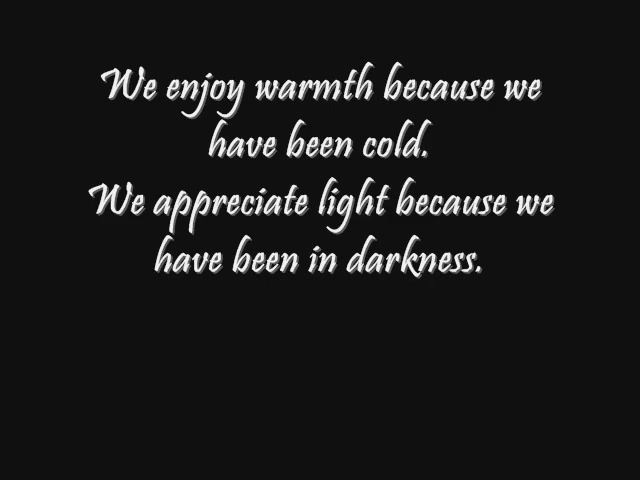 We enjoy warmth because we
have been cold.
We appreciate light because we
have been in darkness.